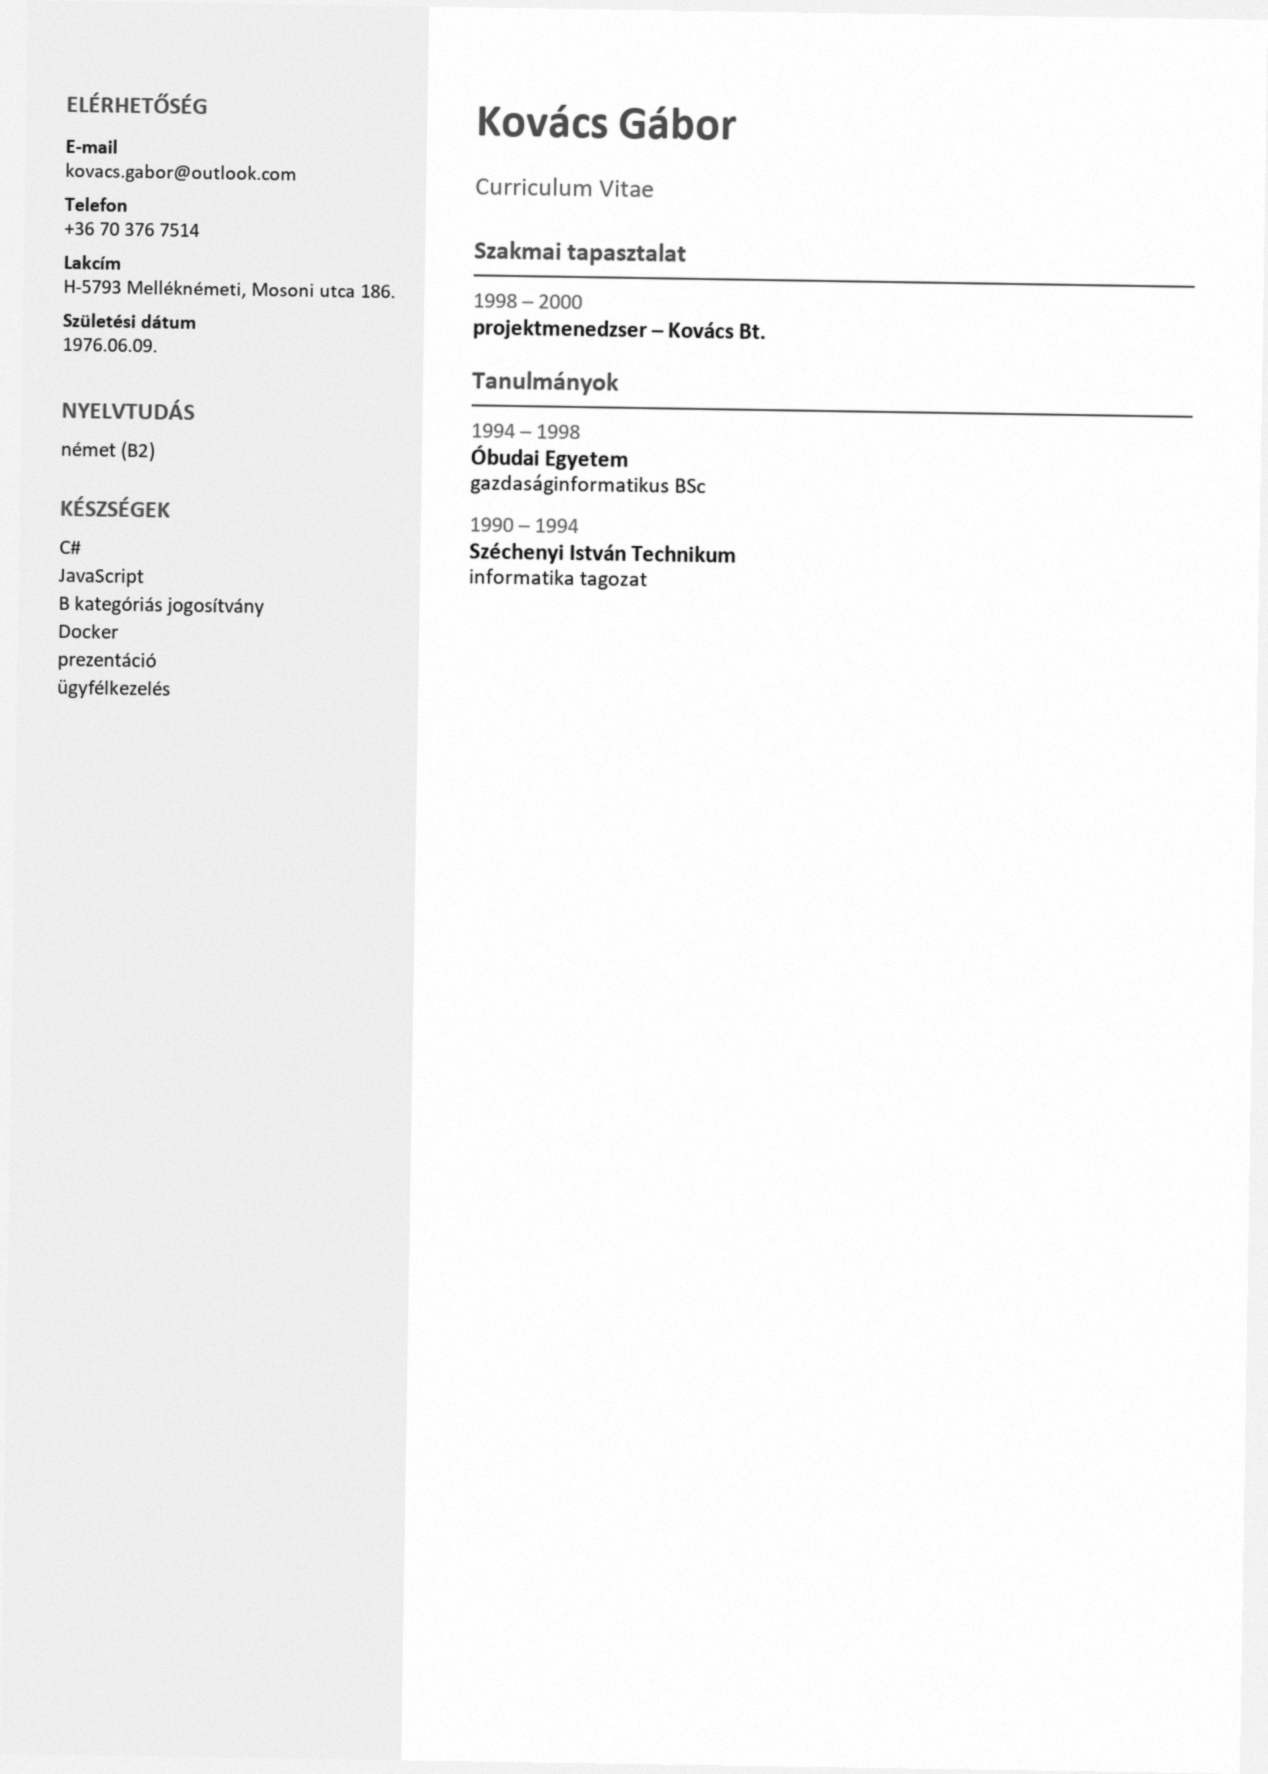 ELÉRHETŐSÉG
E-mail
kovacs.gabor@outlook.com
Telefon
+36 70 376 7514
Lakcím
H-5793 Melléknémeti, Mosoni utca 186.
Születési dátum
1976.06.09.
NYELVTUDÁS
német (B2)
KÉSZSÉGEK
C#
JavaScript
B kategóriás jogosítvány
Docker
prezentáció
ügyfélkezelés
Kovács Gábor
Curriculum Vitae
Szakmai tapasztalat
1998 – 2000
projektmenedzser – Kovács Bt.
Tanulmányok
1994 – 1998
Óbudai Egyetem
gazdaságinformatikus BSc
1990 – 1994
Széchenyi István Technikum
informatika tagozat